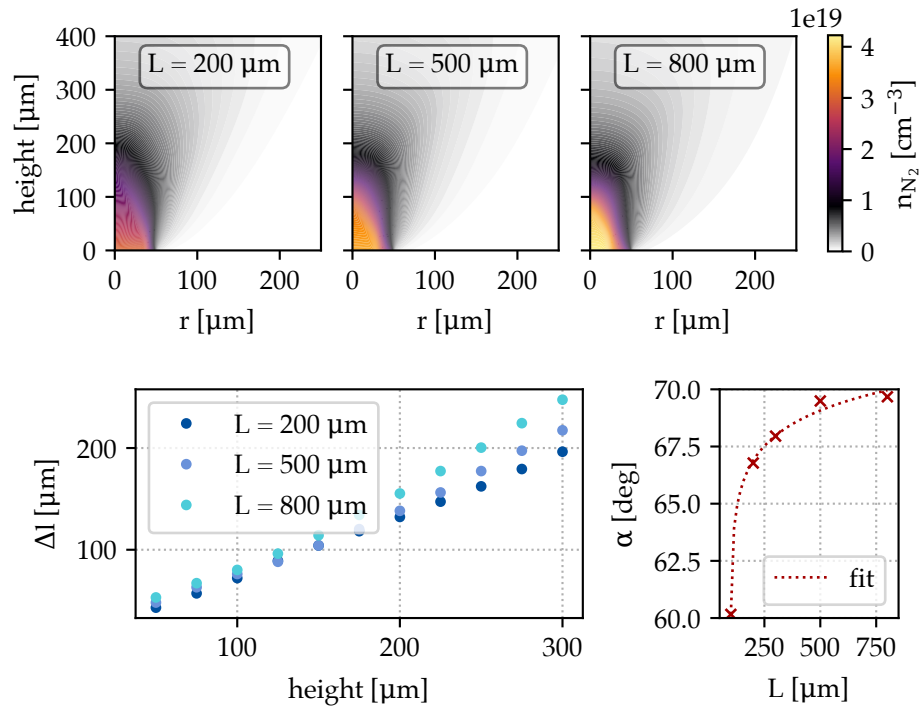 1e19
L = 200 μm
L = 500 μm
L = 800 μm
height [μm]
400
300
200
100
0
0 100 200
0 100 200
0 100 200
r [μm]
r [μm]
r [μm]
4
3
2
1
0
n_N₂ [cm⁻³]
L = 200 μm
L = 500 μm
L = 800 μm
Δl [μm]
200
100
100 200 300
height [μm]
α [deg]
70.0
67.5
65.0
62.5
60.0
fit
250 500 750
L [μm]